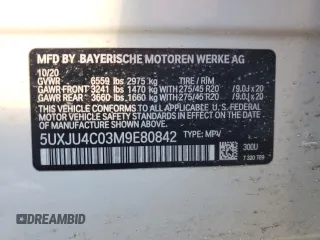 MFD BY BAYERISCHE MOTOREN WERKE AG
10/20
GVWR 6559 lbs 2975 kg TIRE / RIM
GAWR FRONT 3241 lbs 1470 kg 275/45 R20 / 9.0J x 20
GAWR REAR 3660 lbs 1660 kg 275/45 R20 / 9.0J x 20
THIS VEHICLE CONFORMS TO ALL APPLICABLE FEDERAL
MOTOR VEHICLE SAFETY STANDARDS IN EFFECT ON
THE DATE OF MANUFACTURE SHOWN ABOVE.
5UXJU4C03M9E80842 TYPE: MPV
300U
DREAMBID